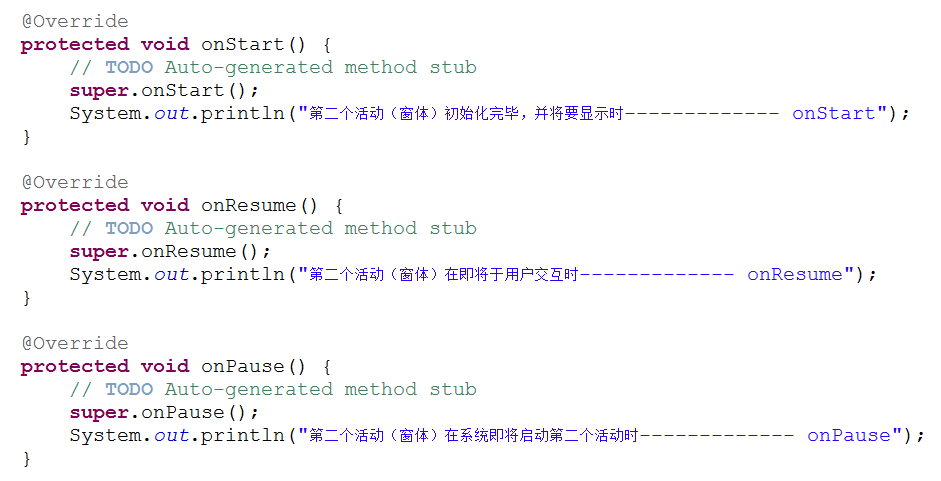 @Override
protected void onStart() {
    // TODO Auto-generated method stub
    super.onStart();
    System.out.println("第二个活动（窗体）初始化完毕，并将要显示时------------- onStart");
}

@Override
protected void onResume() {
    // TODO Auto-generated method stub
    super.onResume();
    System.out.println("第二个活动（窗体）在即将于用户交互时------------- onResume");
}

@Override
protected void onPause() {
    // TODO Auto-generated method stub
    super.onPause();
    System.out.println("第二个活动（窗体）在系统即将启动第二个活动时------------- onPause");
}